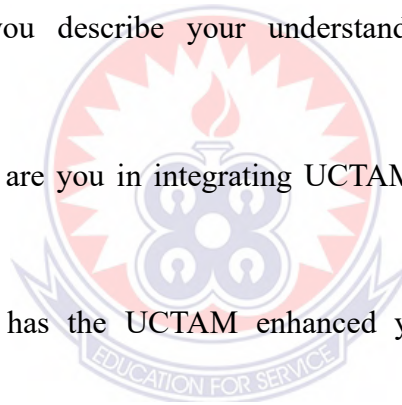 you describe your understand
are you in integrating UCTAM
has the UCTAM enhanced y
EDUCATION FOR SERVICE